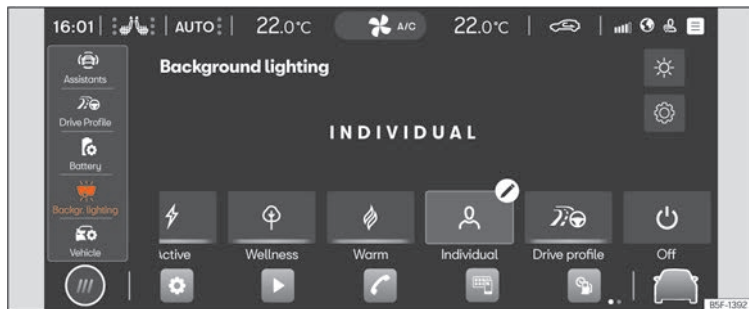 16:01 AUTO 22.0°C A/C 22.0°C
Assistants
Background lighting
Drive Profile
INDIVIDUAL
Battery
Backgr. lighting
Vehicle
ctive Wellness Warm Individual Drive profile Off
B5F-1392